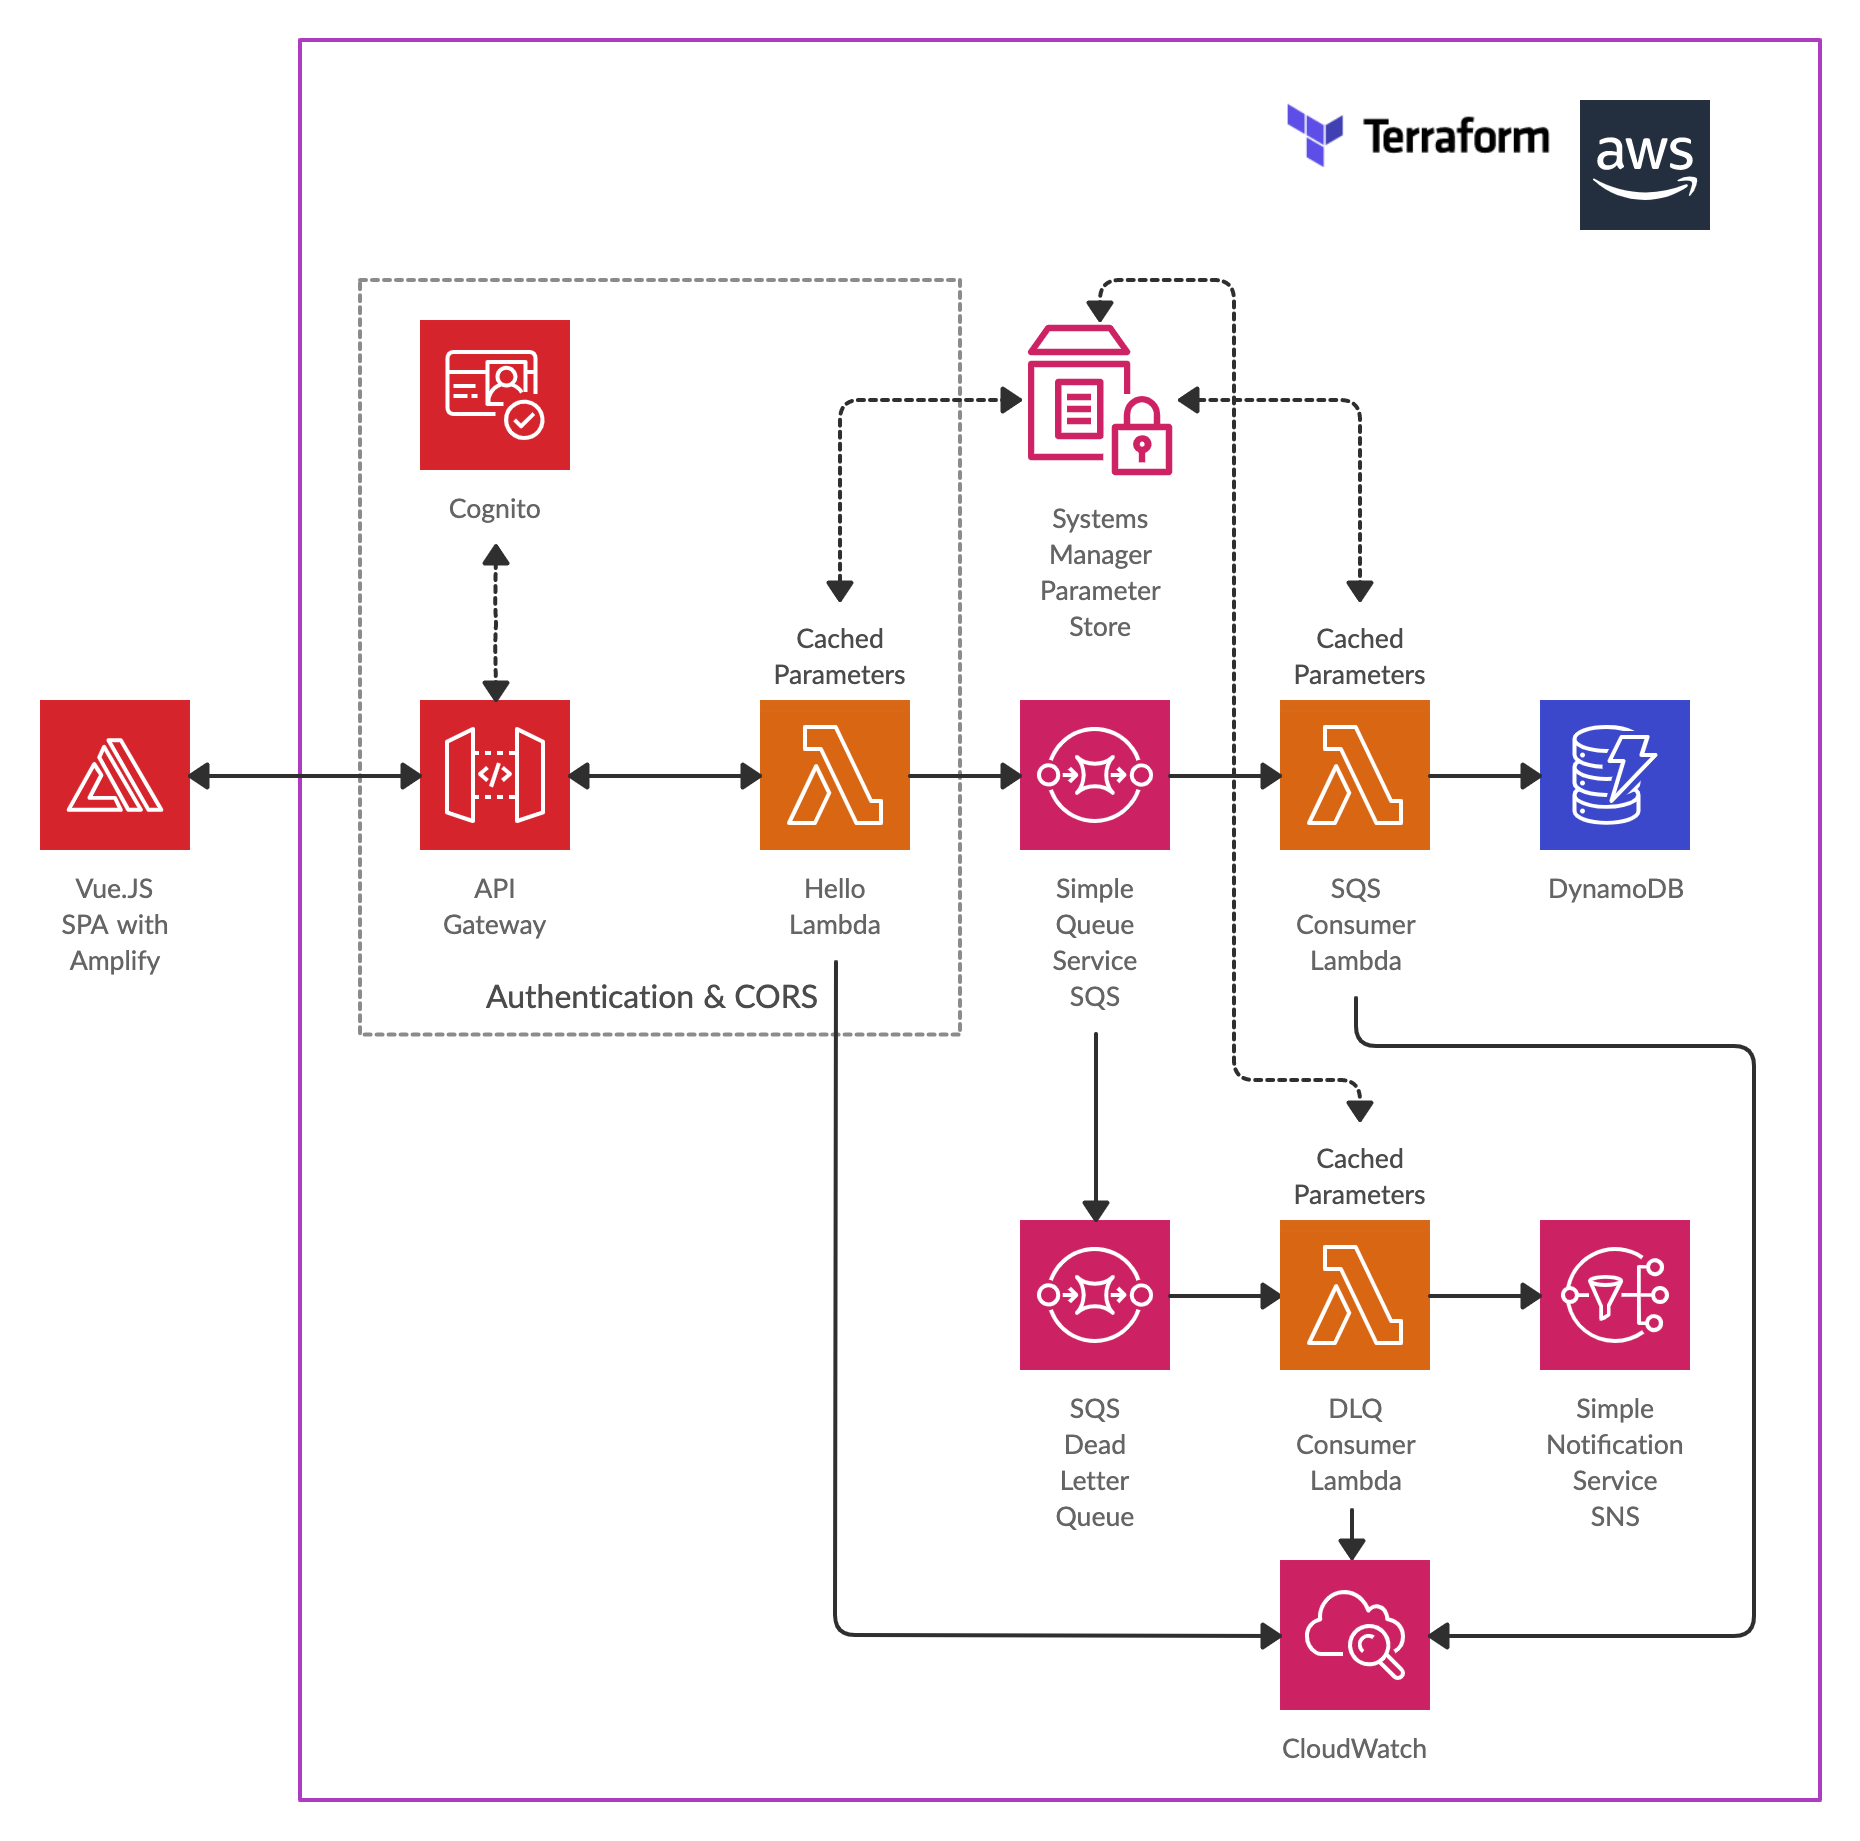 Terraform
aws
Cognito
Systems
Manager
Parameter
Store
Cached
Parameters
Cached
Parameters
Vue.JS
SPA with
Amplify
API
Gateway
Hello
Lambda
Simple
Queue
Service
SQS
SQS
Consumer
Lambda
DynamoDB
Authentication & CORS
Cached
Parameters
SQS
Dead
Letter
Queue
DLQ
Consumer
Lambda
Simple
Notification
Service
SNS
CloudWatch